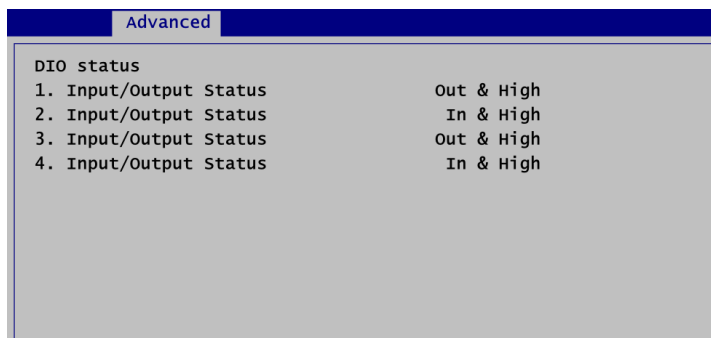 Advanced
DIO status
1. Input/Output Status Out & High
2. Input/Output Status In & High
3. Input/Output Status Out & High
4. Input/Output Status In & High